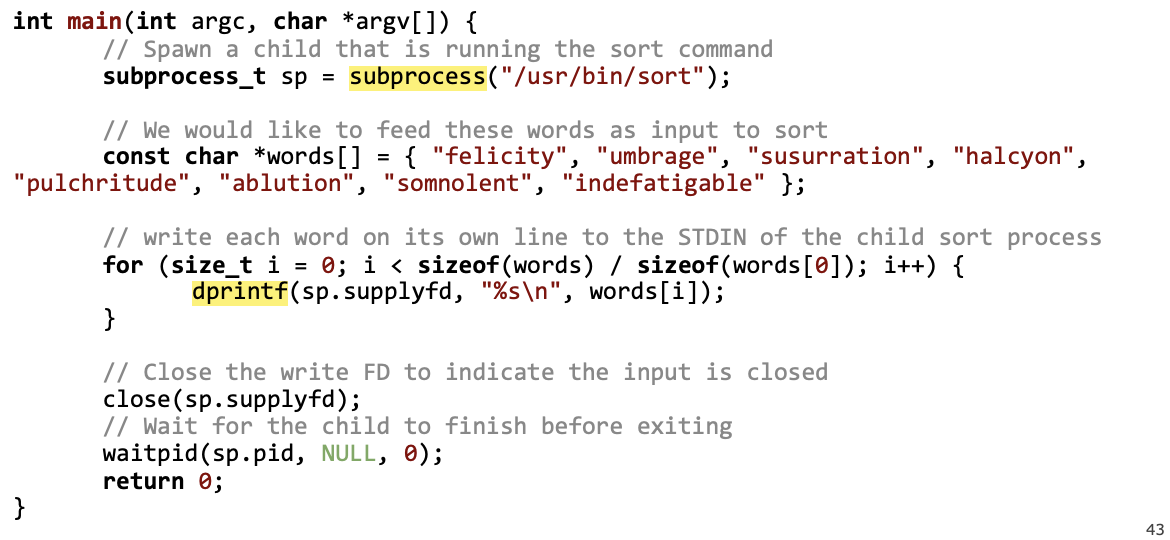 int main(int argc, char *argv[]) {
// Spawn a child that is running the sort command
subprocess_t sp = subprocess("/usr/bin/sort");
// We would like to feed these words as input to sort
const char *words[] = { "felicity", "umbrage", "susurration", "halcyon",
"pulchritude", "ablution", "somnolent", "indefatigable" };
// write each word on its own line to the STDIN of the child sort process
for (size_t i = 0; i < sizeof(words) / sizeof(words[0]); i++) {
dprintf(sp.supplyfd, "%s\n", words[i]);
}
// Close the write FD to indicate the input is closed
close(sp.supplyfd);
// Wait for the child to finish before exiting
waitpid(sp.pid, NULL, 0);
return 0;
}
43